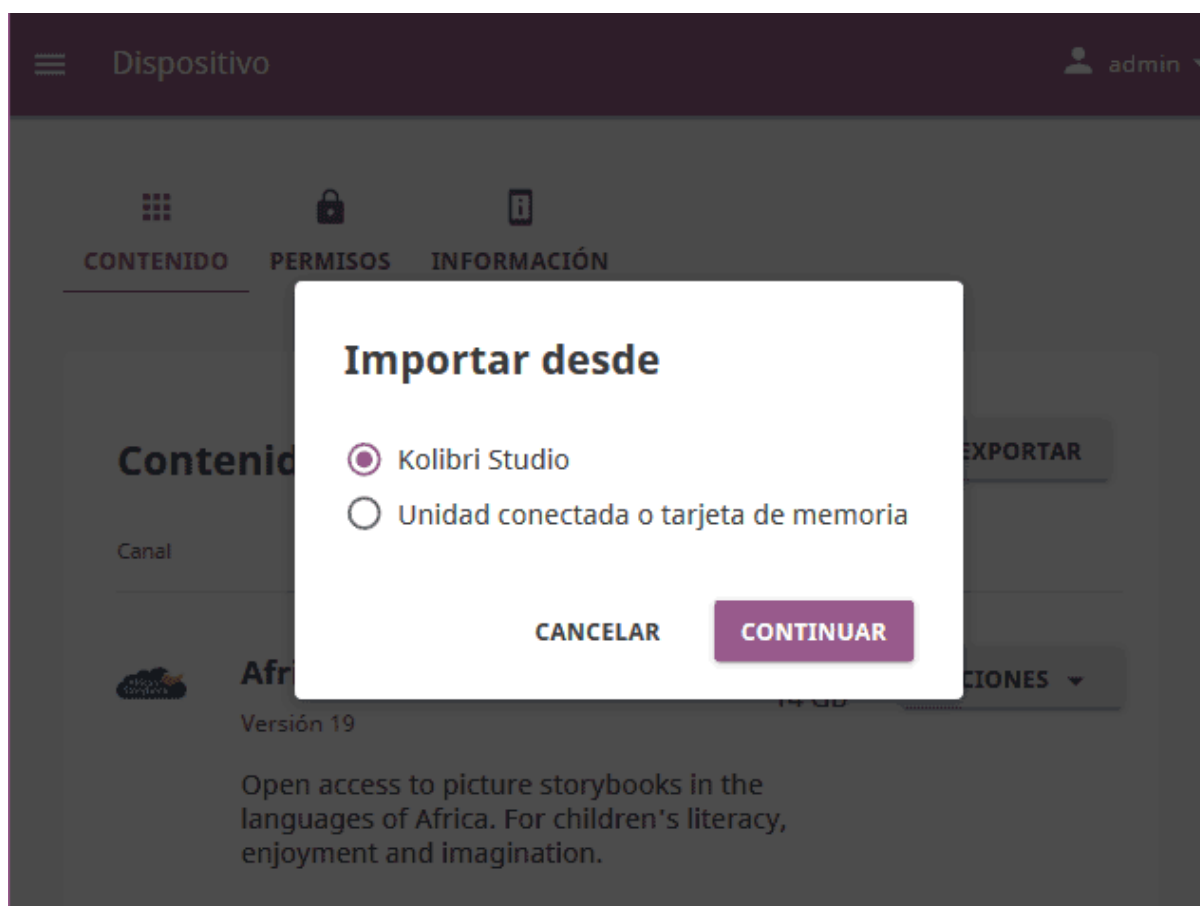 Dispositivo
admin
CONTENIDO PERMISOS INFORMACIÓN
Importar desde
Kolibri Studio
Unidad conectada o tarjeta de memoria
CANCELAR CONTINUAR
Contenid
EXPORTAR
Canal
Afri
CIONES
14 GB
Versión 19
Open access to picture storybooks in the
languages of Africa. For children's literacy,
enjoyment and imagination.